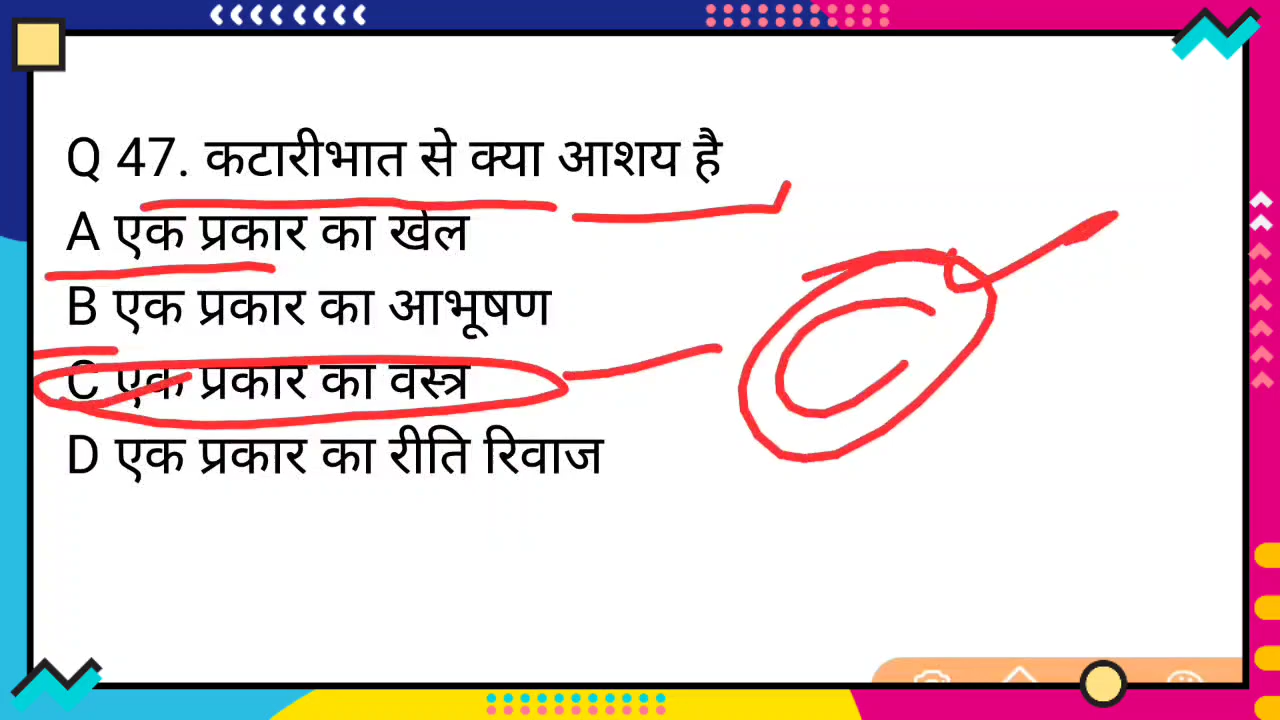 Q 47. कटारीभात से क्या आशय है
A एक प्रकार का खेल
B एक प्रकार का आभूषण
C एक प्रकार का वस्त्र
D एक प्रकार का रीति रिवाज
C